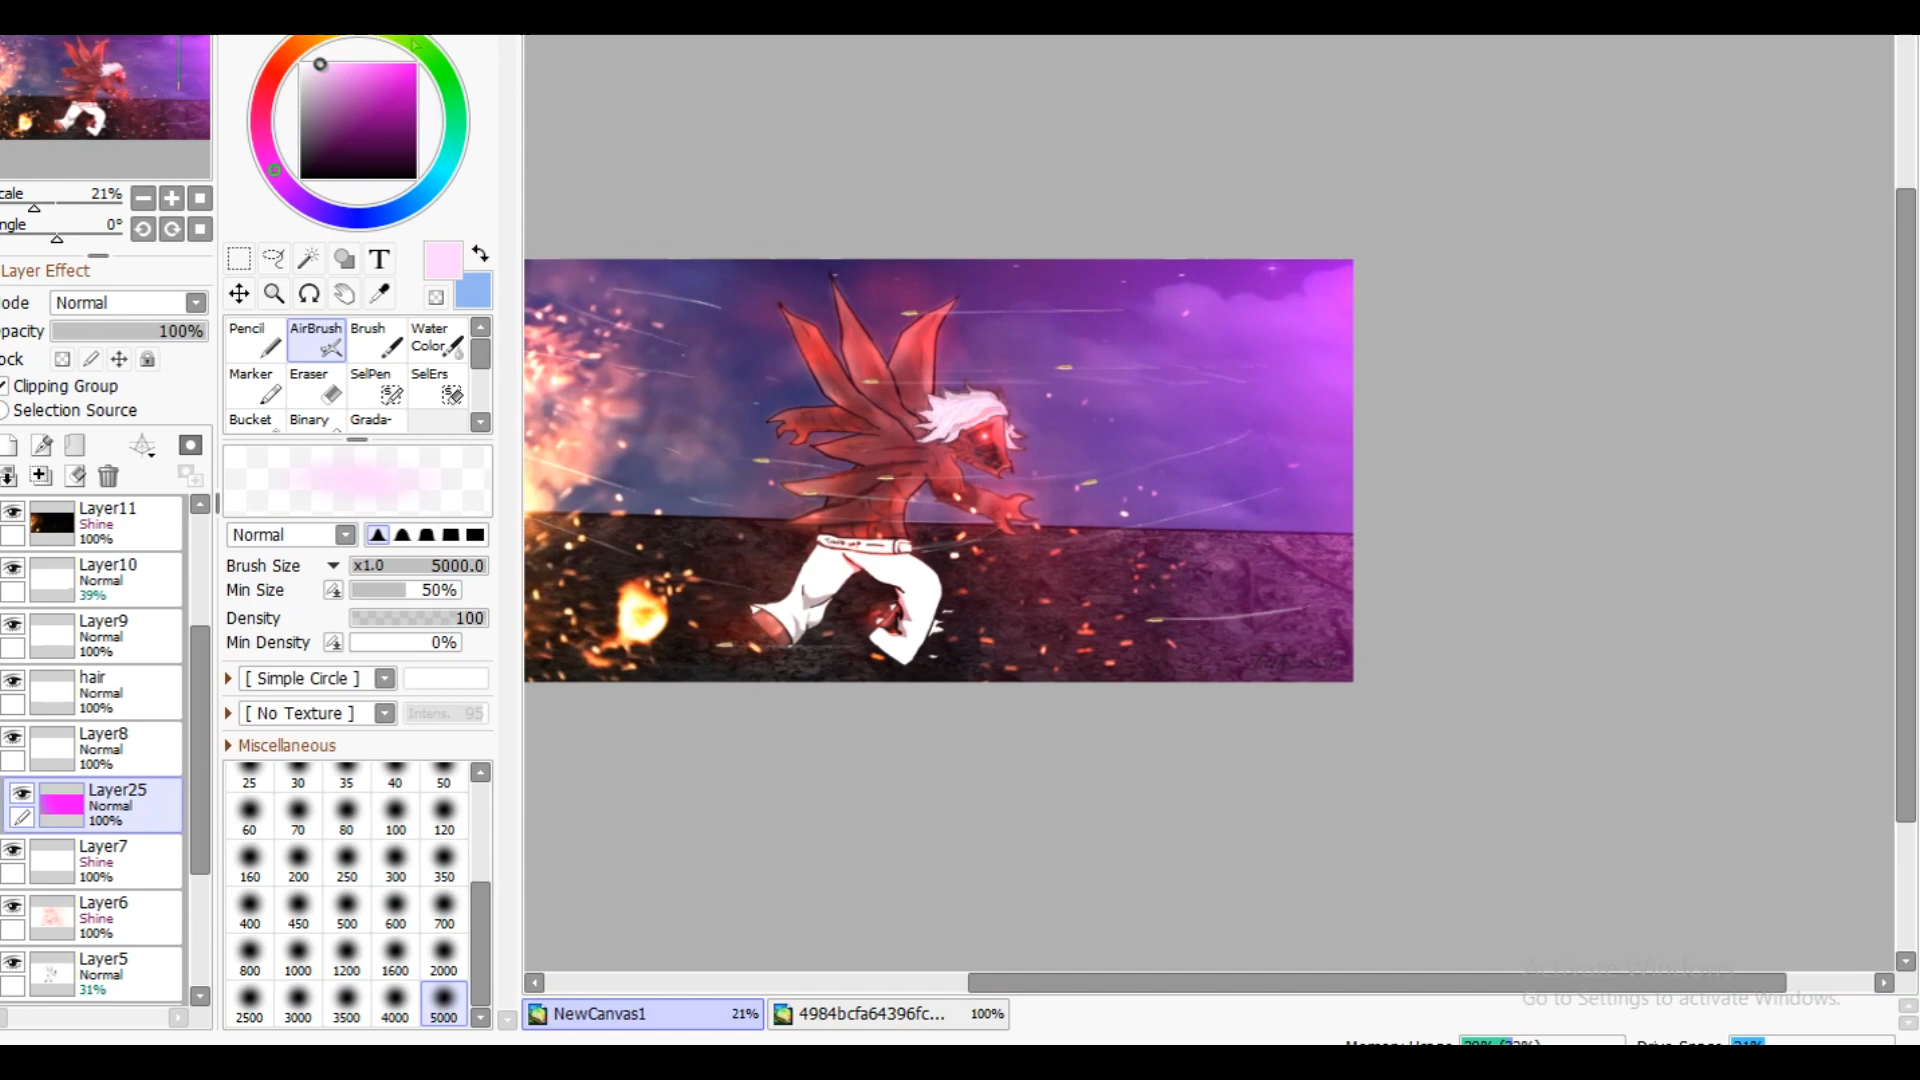 cale 21%
ngle 0°
Layer Effect
ode Normal
pacity 100%
ock
Clipping Group
Selection Source
Layer11
Shine
100%
Layer10
Normal
39%
Layer9
Normal
100%
hair
Normal
100%
Layer8
Normal
100%
Layer25
Normal
100%
Layer7
Shine
100%
Layer6
Shine
100%
Layer5
Normal
31%
T
Pencil AirBrush Brush Water Color
Marker Eraser SelPen SelErs
Bucket Binary Grada-
Normal
Brush Size x1.0 5000.0
Min Size 50%
Density 100
Min Density 0%
[ Simple Circle ]
[ No Texture ] Intens. 95
Miscellaneous
25 30 35 40 50
60 70 80 100 120
160 200 250 300 350
400 450 500 600 700
800 1000 1200 1600 2000
2500 3000 3500 4000 5000
NewCanvas1 21% 4984bcfa64396fc... 100%
Activate Windows
Go to Settings to activate Windows.
Memory Usage Drive Space